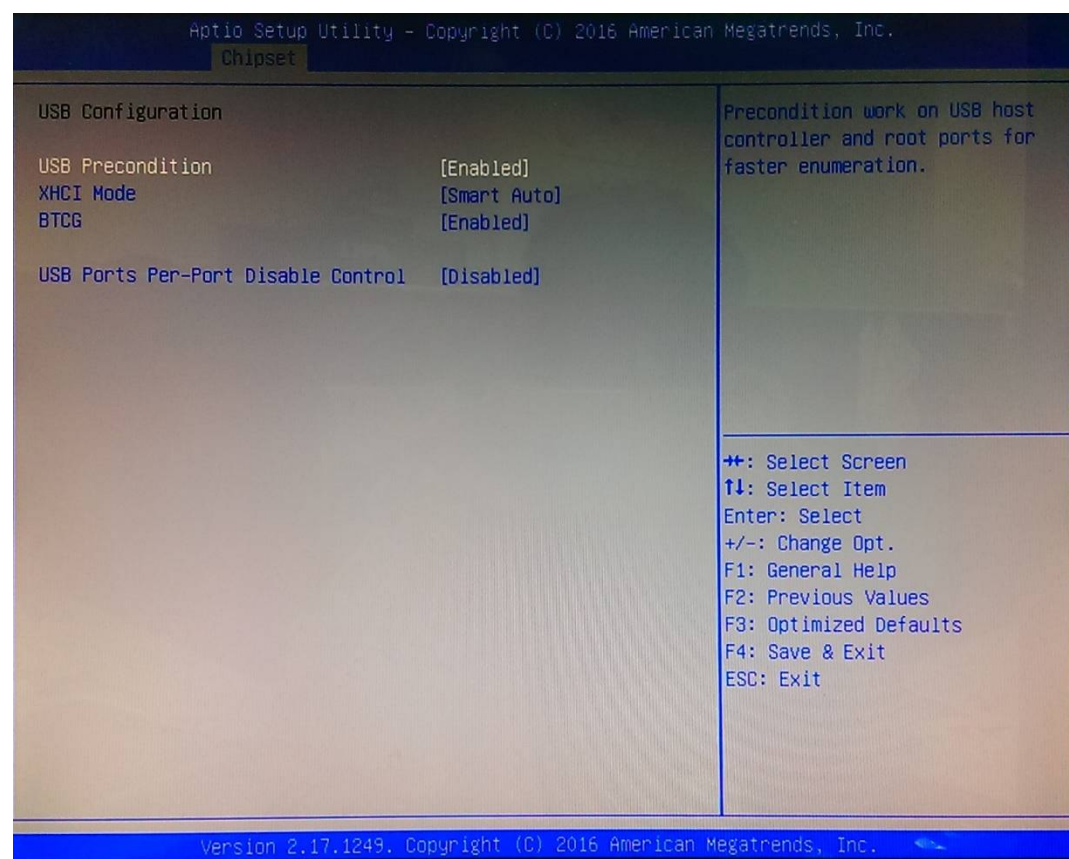 Aptio Setup Utility – Copyright (C) 2016 American Megatrends, Inc.
Chipset
USB Configuration
USB Precondition [Enabled]
XHCI Mode [Smart Auto]
BTCG [Enabled]
USB Ports Per-Port Disable Control [Disabled]
Precondition work on USB host
controller and root ports for
faster enumeration.
→←: Select Screen
↑↓: Select Item
Enter: Select
+/-: Change Opt.
F1: General Help
F2: Previous Values
F3: Optimized Defaults
F4: Save & Exit
ESC: Exit
Version 2.17.1249. Copyright (C) 2016 American Megatrends, Inc.